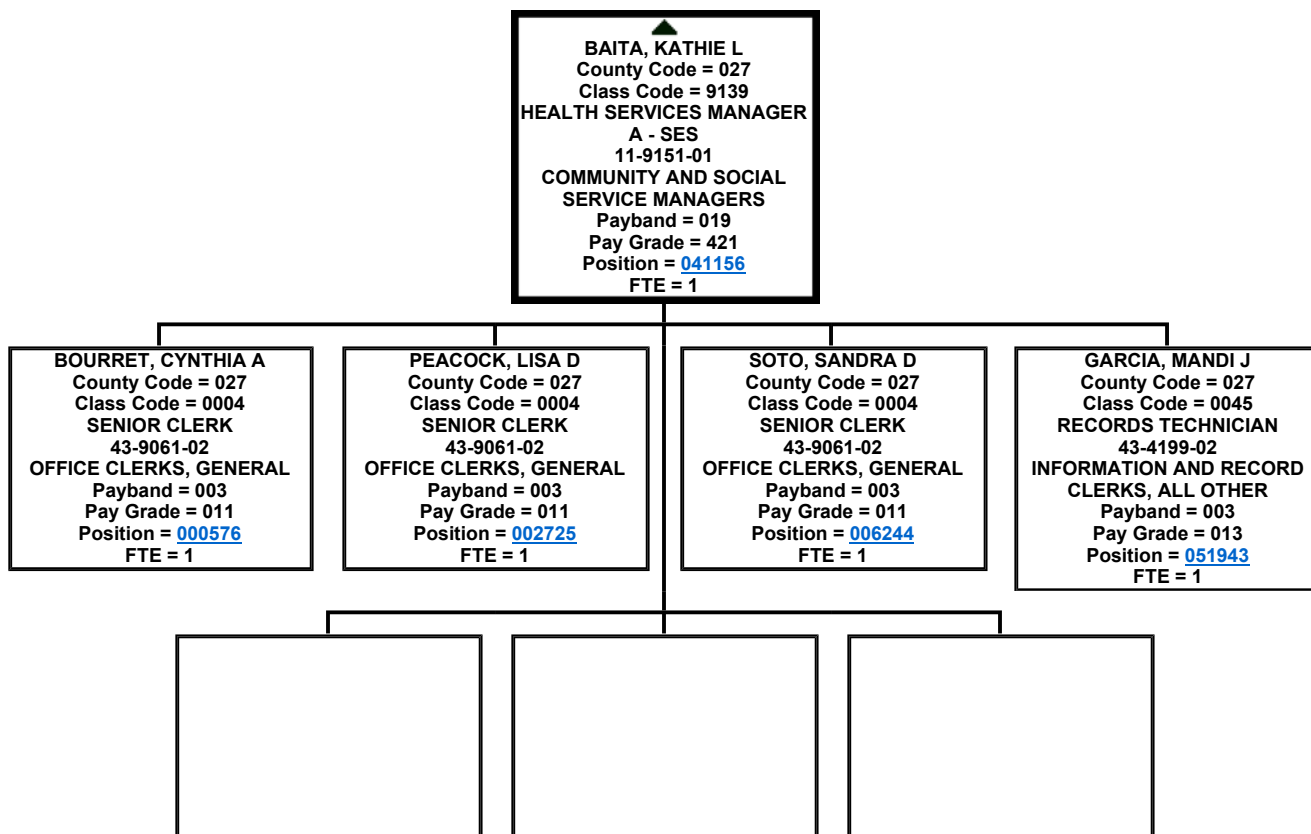 BAITA, KATHIE L
County Code = 027
Class Code = 9139
HEALTH SERVICES MANAGER
A - SES
11-9151-01
COMMUNITY AND SOCIAL
SERVICE MANAGERS
Payband = 019
Pay Grade = 421
Position = 041156
FTE = 1
BOURRET, CYNTHIA A
County Code = 027
Class Code = 0004
SENIOR CLERK
43-9061-02
OFFICE CLERKS, GENERAL
Payband = 003
Pay Grade = 011
Position = 000576
FTE = 1
PEACOCK, LISA D
County Code = 027
Class Code = 0004
SENIOR CLERK
43-9061-02
OFFICE CLERKS, GENERAL
Payband = 003
Pay Grade = 011
Position = 002725
FTE = 1
SOTO, SANDRA D
County Code = 027
Class Code = 0004
SENIOR CLERK
43-9061-02
OFFICE CLERKS, GENERAL
Payband = 003
Pay Grade = 011
Position = 006244
FTE = 1
GARCIA, MANDI J
County Code = 027
Class Code = 0045
RECORDS TECHNICIAN
43-4199-02
INFORMATION AND RECORD
CLERKS, ALL OTHER
Payband = 003
Pay Grade = 013
Position = 051943
FTE = 1